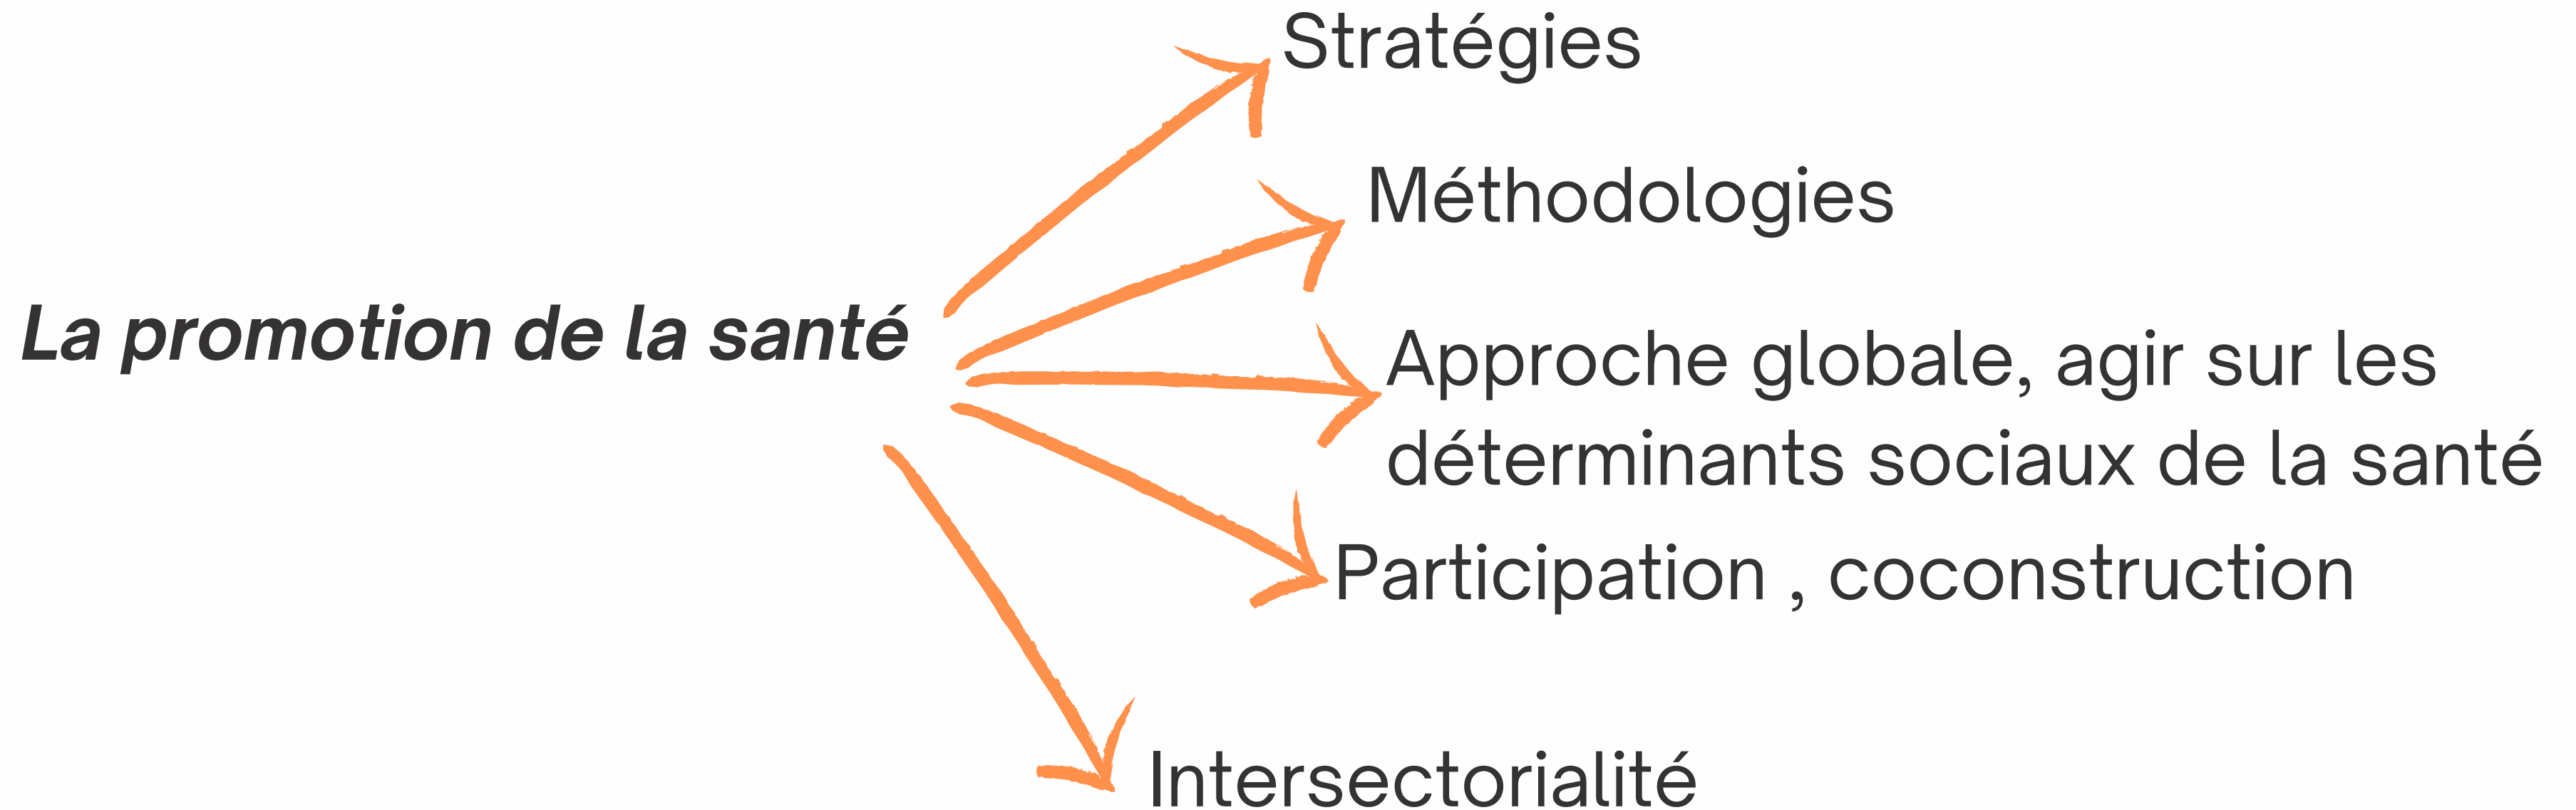 Stratégies
Méthodologies
La promotion de la santé
Approche globale, agir sur les
déterminants sociaux de la santé
Participation , coconstruction
Intersectorialité